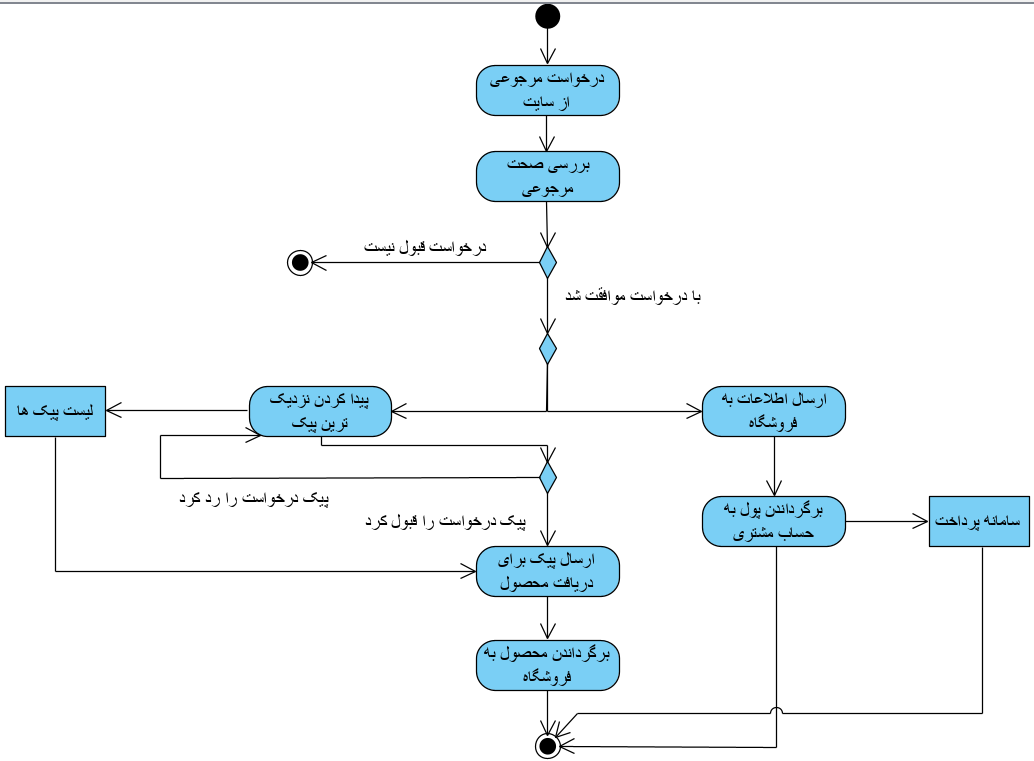 درخواست مرجوعی
از سایت
بررسی صحت
مرجوعی
درخواست قبول نیست
با درخواست موافقت شد
ارسال اطلاعات به
فروشگاه
پیدا کردن نزدیک
ترین پیک
لیست پیک ها
پیک درخواست را رد کرد
برگرداندن پول به
حساب مشتری
سامانه پرداخت
پیک درخواست را قبول کرد
ارسال پیک برای
دریافت محصول
برگرداندن محصول به
فروشگاه